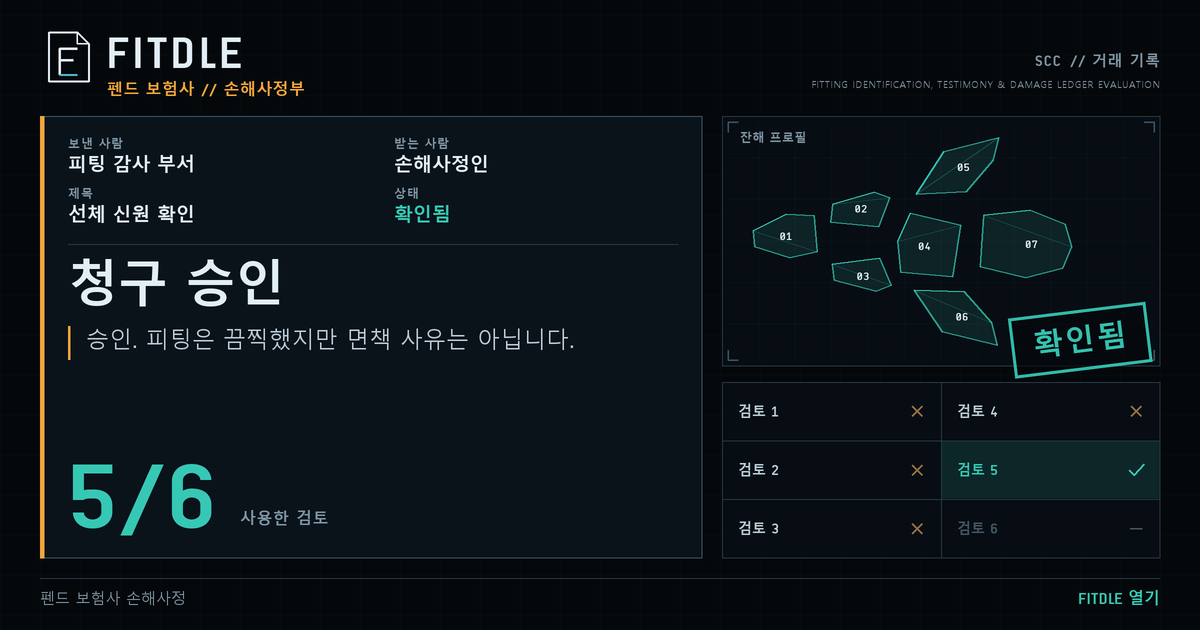 FITDLE
펜드 보험사 // 손해사정부
SCC // 거래 기록
FITTING IDENTIFICATION, TESTIMONY & DAMAGE LEDGER EVALUATION
보낸 사람
피팅 감사 부서
받는 사람
손해사정인
제목
선체 신원 확인
상태
확인됨
청구 승인
승인. 피팅은 끔찍했지만 면책 사유는 아닙니다.
5/6 사용한 검토
잔해 프로필
05
02
01
04
07
03
06
확인됨
검토 1
검토 4
검토 2
검토 5
검토 3
검토 6
펜드 보험사 손해사정
FITDLE 열기